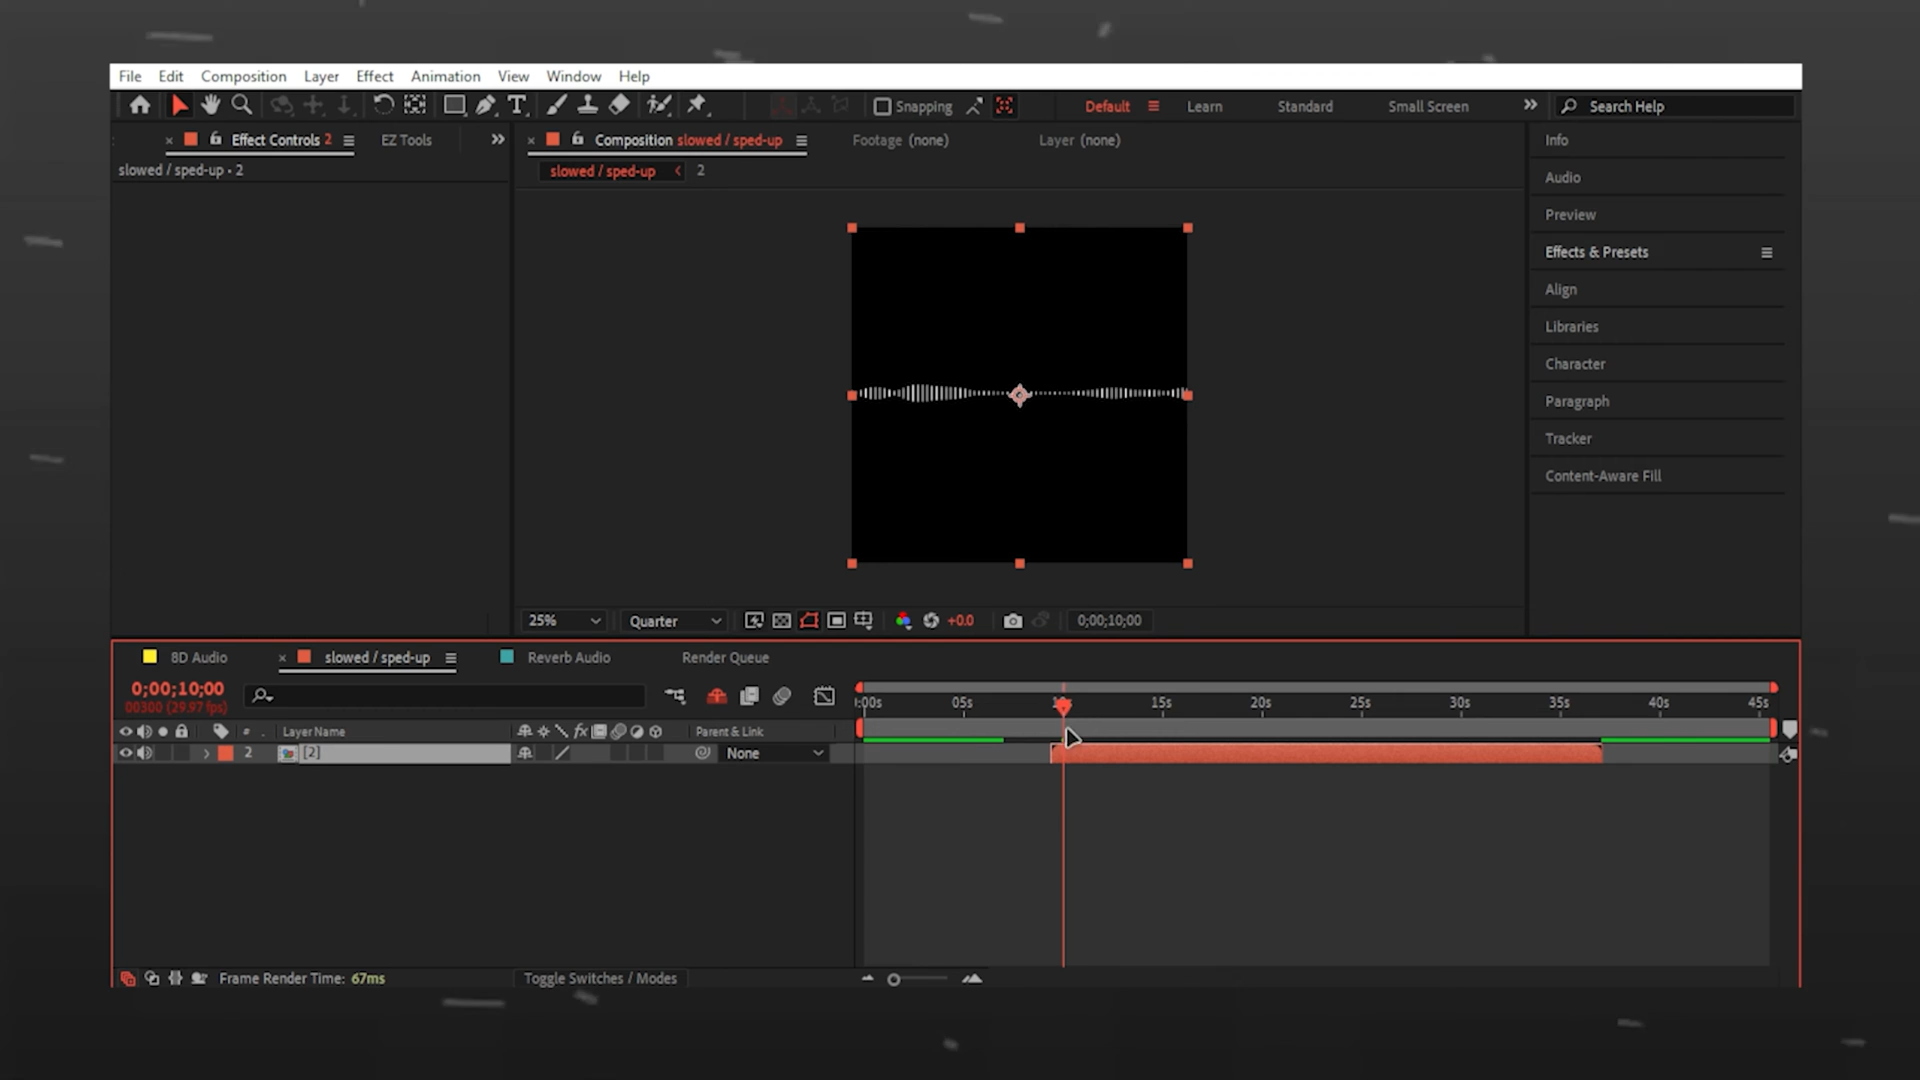 File Edit Composition Layer Effect Animation View Window Help
Snapping Default Learn Standard Small Screen Search Help
Effect Controls 2 EZ Tools Composition slowed / sped-up Footage (none) Layer (none) Info
slowed / sped-up • 2 slowed / sped-up 2
Audio
Preview
Effects & Presets
Align
Libraries
Character
Paragraph
Tracker
Content-Aware Fill
25% Quarter +0.0 0;00;10;00
8D Audio slowed / sped-up Reverb Audio Render Queue
0;00;10;00
00300 (29.97 fps)
:00s 05s 15s 20s 25s 30s 35s 40s 45s
# Layer Name fx Parent & Link
2 [2] None
Frame Render Time: 67ms Toggle Switches / Modes